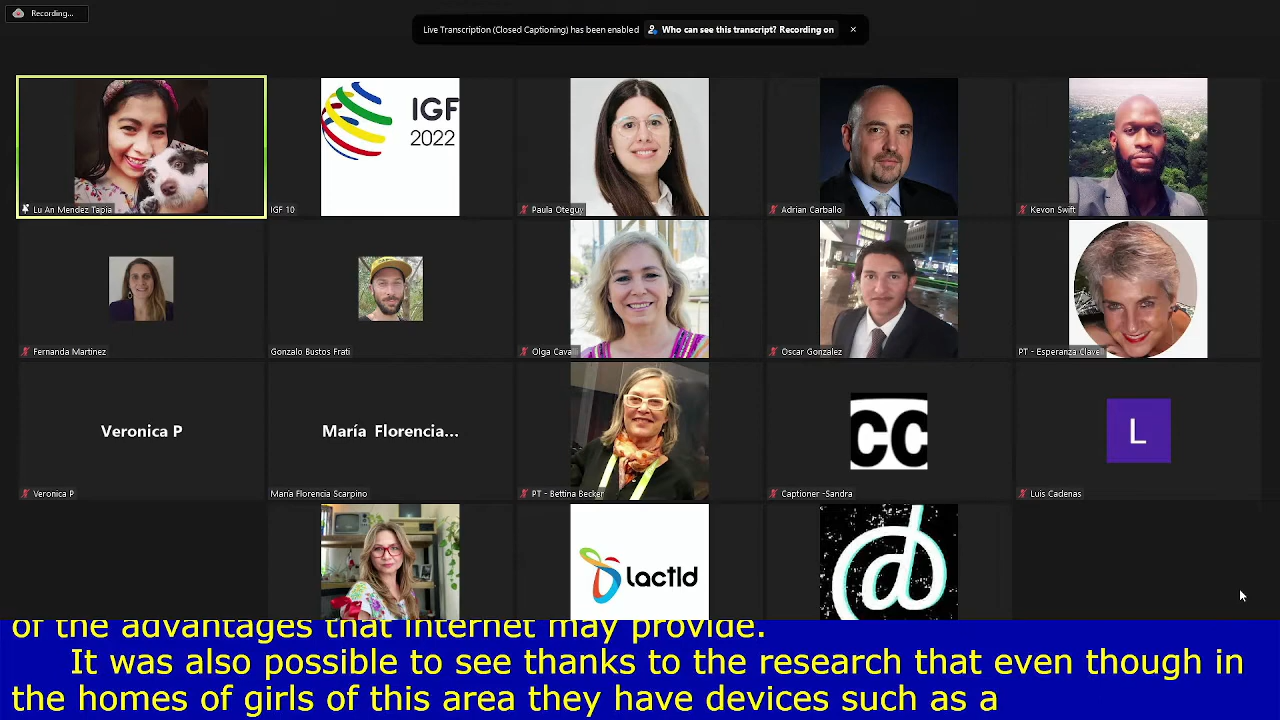 Recording...
Live Transcription (Closed Captioning) has been enabled Who can see this transcript? Recording on
IGF
2022
Lu An Mendez Tapia
IGF 10
Paula Oteguy
Adrian Carballo
Kevon Swift
Fernanda Martinez
Gonzalo Bustos Frati
Olga Cavalli
Oscar Gonzalez
PT - Esperanza Clavell
Veronica P
María Florencia...
CC
L
Veronica P
María Florencia Scarpino
PT - Bettina Becker
Captioner -Sandra
Luis Cadenas
lactld
of the advantages that internet may provide.
It was also possible to see thanks to the research that even though in
the homes of girls of this area they have devices such as a